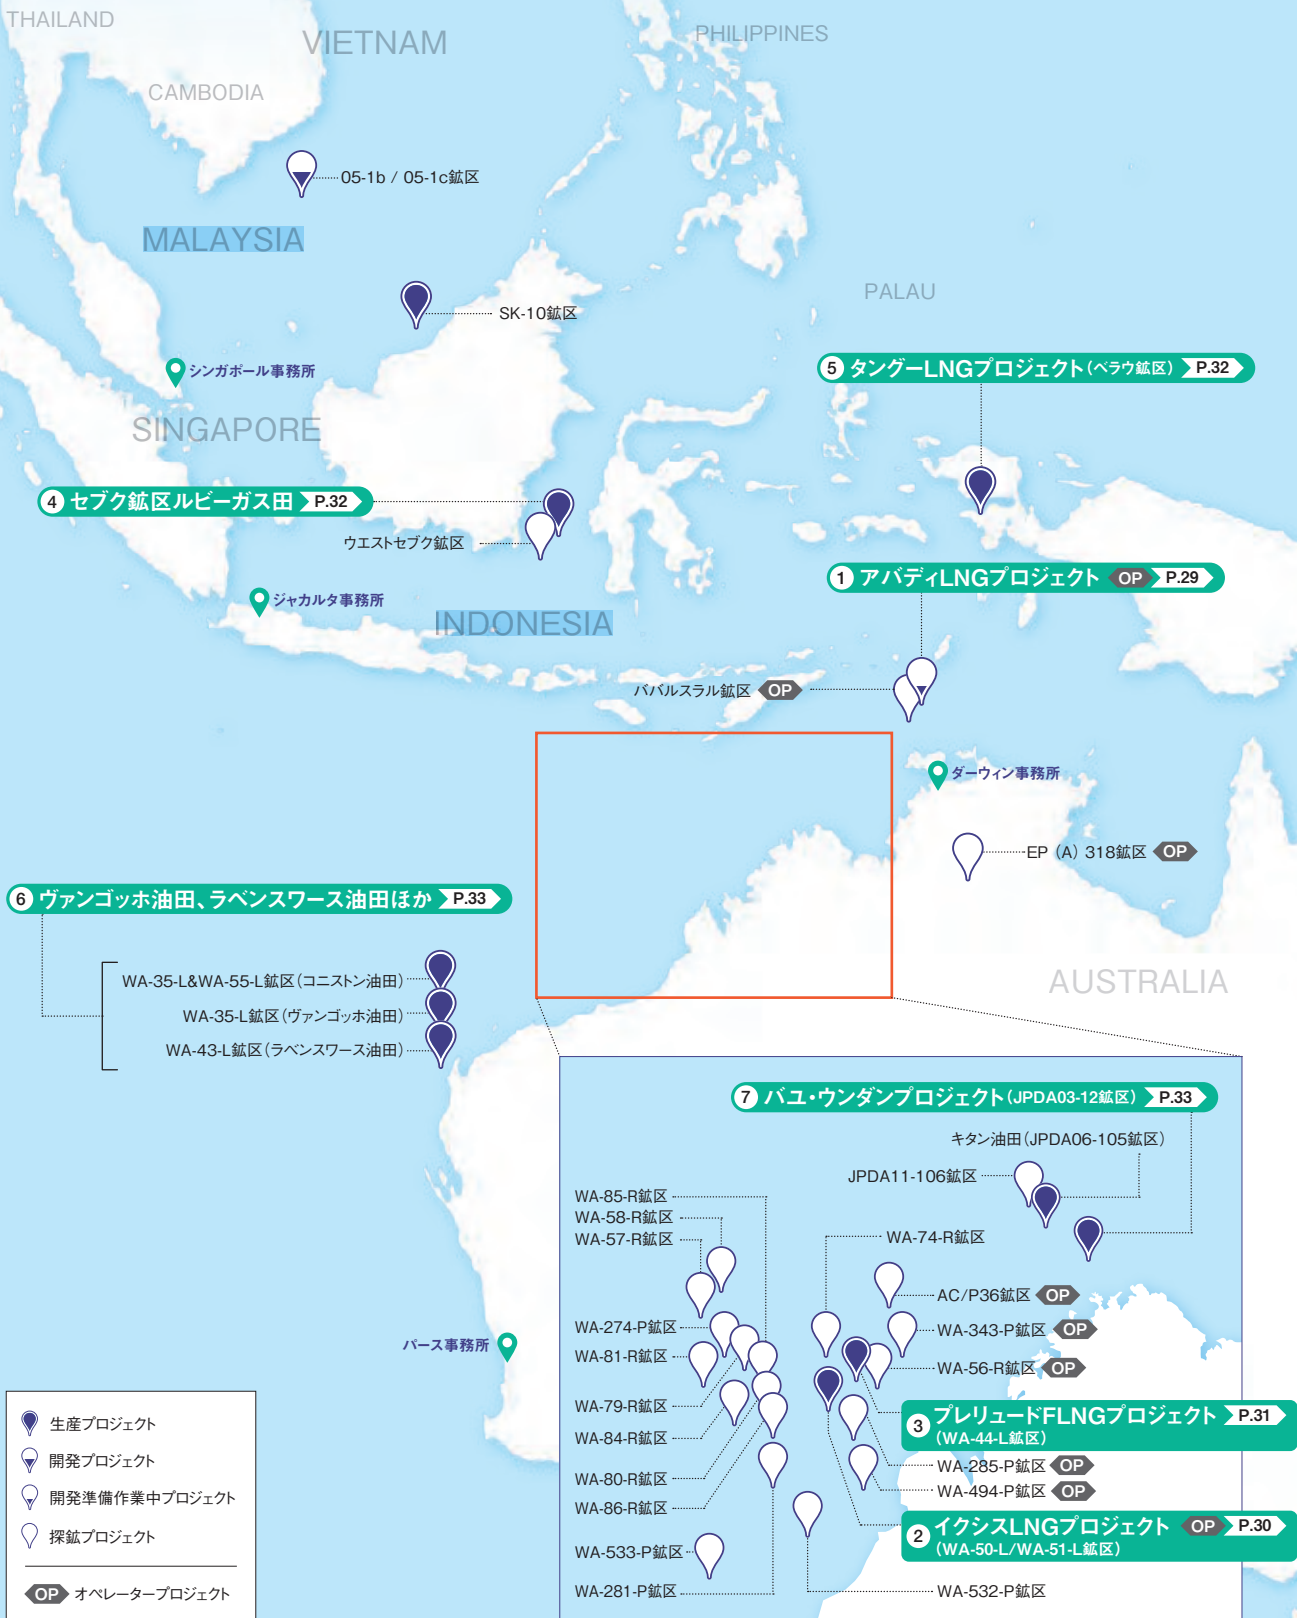 THAILAND
VIETNAM
PHILIPPINES
CAMBODIA
05-1b / 05-1c鉱区
MALAYSIA
PALAU
SK-10鉱区
シンガポール事務所
5 タングーLNGプロジェクト(ベラウ鉱区) P.32
SINGAPORE
4 セブク鉱区ルビーガス田 P.32
ウエストセブク鉱区
1 アバディLNGプロジェクト OP P.29
ジャカルタ事務所
INDONESIA
ババルスラル鉱区 OP
ダーウィン事務所
EP（A）318鉱区 OP
6 ヴァンゴッホ油田、ラベンスワース油田ほか P.33
WA-35-L&WA-55-L鉱区(コニストン油田)
WA-35-L鉱区(ヴァンゴッホ油田)
WA-43-L鉱区(ラベンスワース油田)
AUSTRALIA
7 バユ・ウンダンプロジェクト(JPDA03-12鉱区) P.33
キタン油田(JPDA06-105鉱区)
JPDA11-106鉱区
WA-85-R鉱区
WA-58-R鉱区
WA-57-R鉱区
WA-74-R鉱区
AC/P36鉱区 OP
WA-274-P鉱区
WA-343-P鉱区 OP
WA-81-R鉱区
WA-56-R鉱区 OP
WA-79-R鉱区
WA-84-R鉱区
3 プレリュードFLNGプロジェクト P.31
(WA-44-L鉱区)
WA-285-P鉱区 OP
WA-80-R鉱区
WA-494-P鉱区 OP
WA-86-R鉱区
2 イクシスLNGプロジェクト OP P.30
(WA-50-L/WA-51-L鉱区)
WA-533-P鉱区
WA-281-P鉱区
WA-532-P鉱区
パース事務所
生産プロジェクト
開発プロジェクト
開発準備作業中プロジェクト
探鉱プロジェクト
OP オペレータープロジェクト